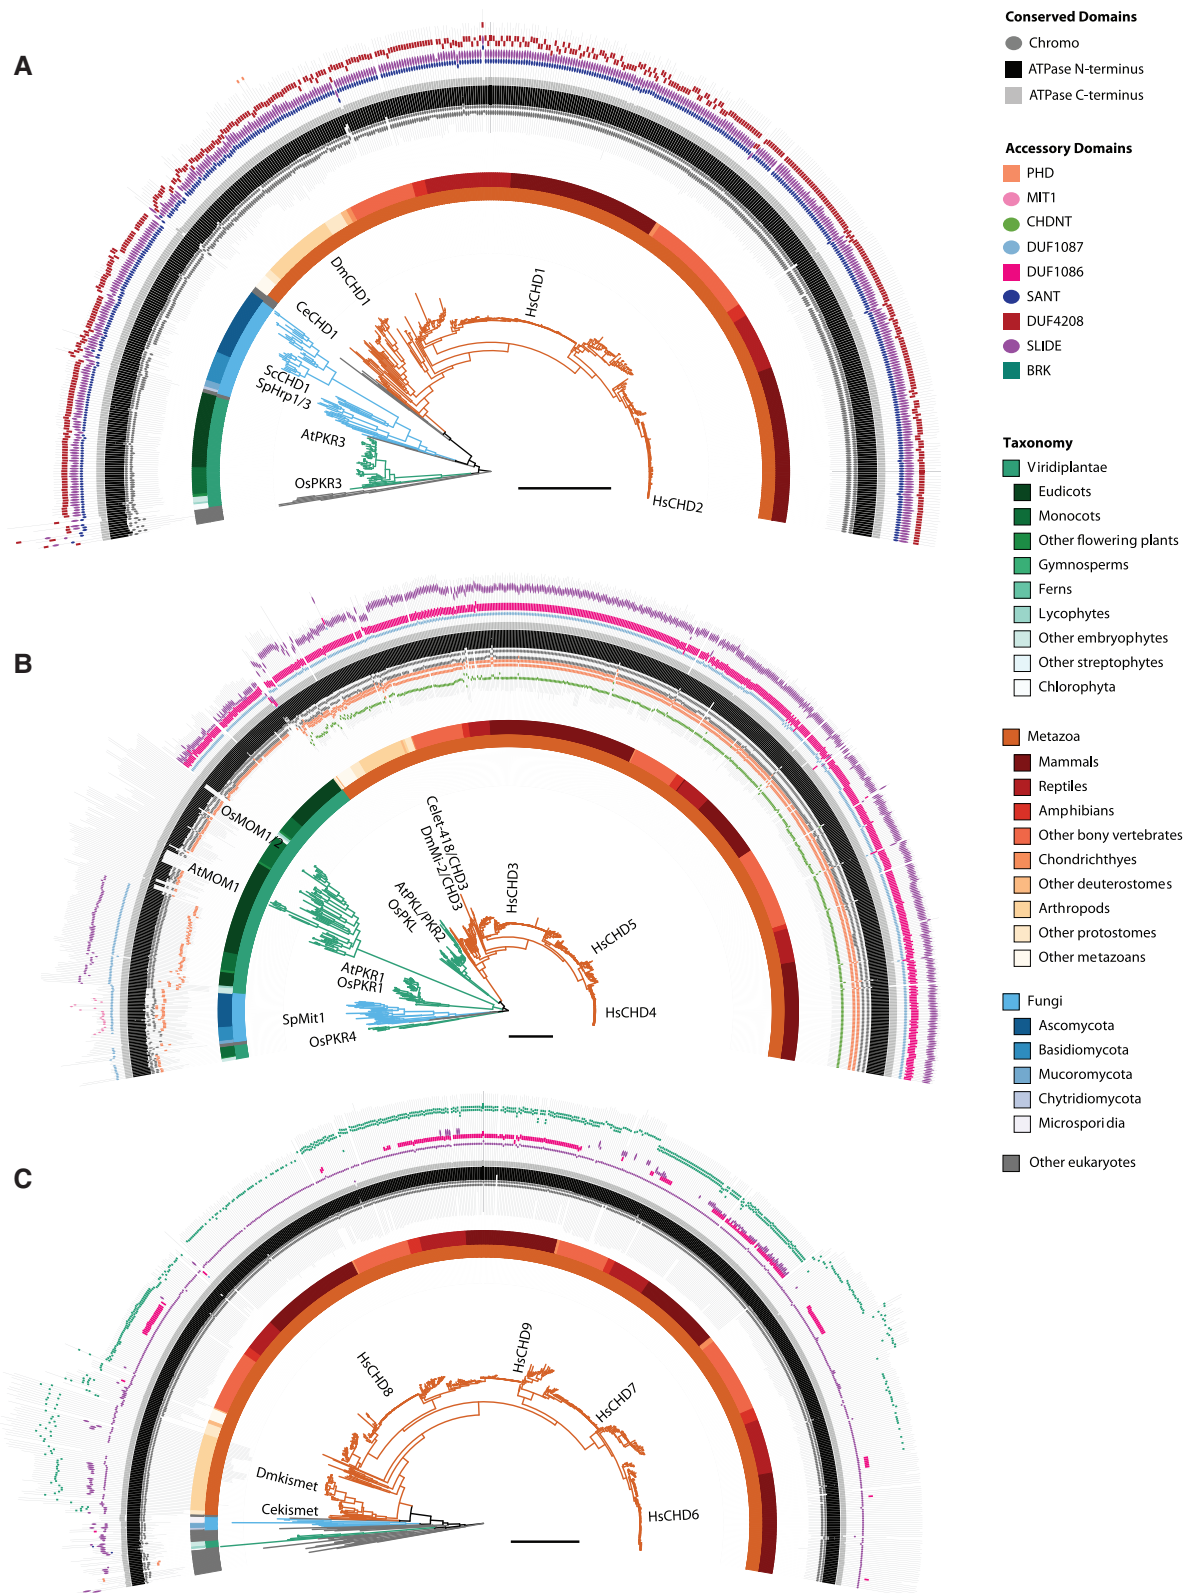 A
DmCHD1
HsCHD1
CeCHD1
ScCHD1
SpHrp1/3
AtPKR3
OsPKR3
HsCHD2
B
OsMOM1/2
AtMOM1
Celet-418/CHD3
DmMi-2/CHD3
AtPKL/PKR2
OsPKL
HsCHD3
HsCHD5
AtPKR1
OsPKR1
SpMit1
OsPKR4
HsCHD4
C
HsCHD8
HsCHD9
HsCHD7
Dmkismet
Cekismet
HsCHD6
Conserved Domains
Chromo
ATPase N-terminus
ATPase C-terminus
Accessory Domains
PHD
MIT1
CHDNT
DUF1087
DUF1086
SANT
DUF4208
SLIDE
BRK
Taxonomy
Viridiplantae
Eudicots
Monocots
Other flowering plants
Gymnosperms
Ferns
Lycophytes
Other embryophytes
Other streptophytes
Chlorophyta
Metazoa
Mammals
Reptiles
Amphibians
Other bony vertebrates
Chondrichthyes
Other deuterostomes
Arthropods
Other protostomes
Other metazoans
Fungi
Ascomycota
Basidiomycota
Mucoromycota
Chytridiomycota
Microsporidia
Other eukaryotes